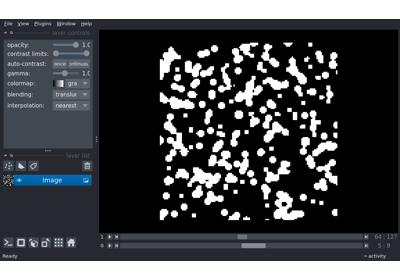 File View Plugins Window Help
layer controls
opacity: 1.0
contrast limits:
auto-contrast: once
gamma: 1.0
colormap: gra
blending: translu
interpolation: nearest
layer list
Image
1 64 127
0 5 9
Ready activity